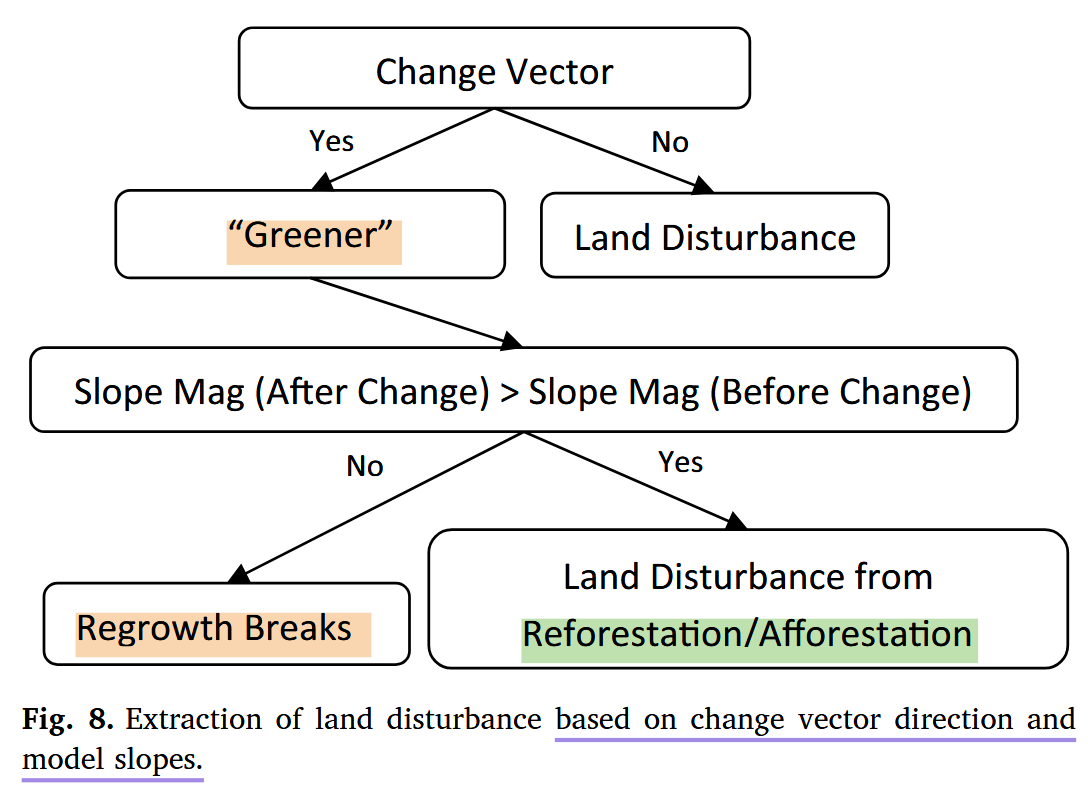 Change Vector
Yes
No
“Greener”
Land Disturbance
Slope Mag (After Change) > Slope Mag (Before Change)
No
Yes
Regrowth Breaks
Land Disturbance from
Reforestation/Afforestation
Fig. 8. Extraction of land disturbance based on change vector direction and
model slopes.